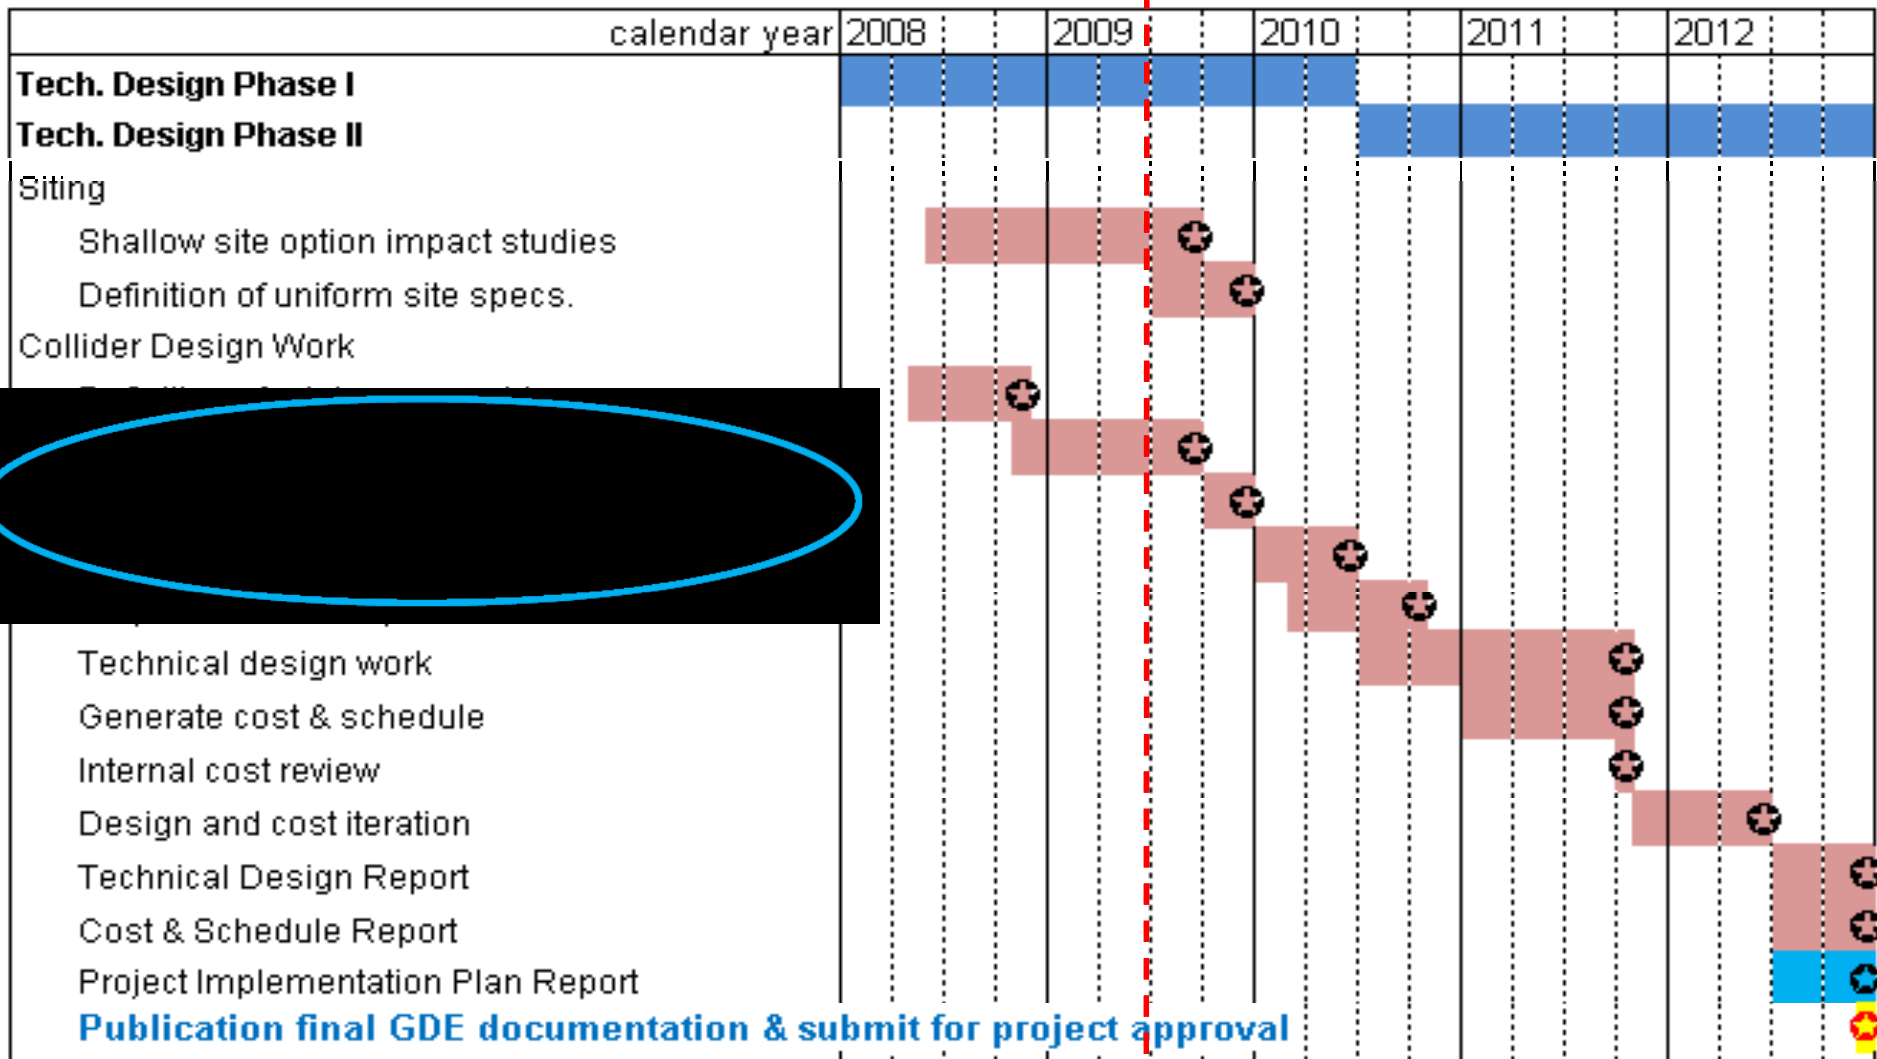 calendar year 2008 2009 2010 2011 2012
Tech. Design Phase I
Tech. Design Phase II
Siting
Shallow site option impact studies
Definition of uniform site specs.
Collider Design Work
Technical design work
Generate cost & schedule
Internal cost review
Design and cost iteration
Technical Design Report
Cost & Schedule Report
Project Implementation Plan Report
Publication final GDE documentation & submit for project approval